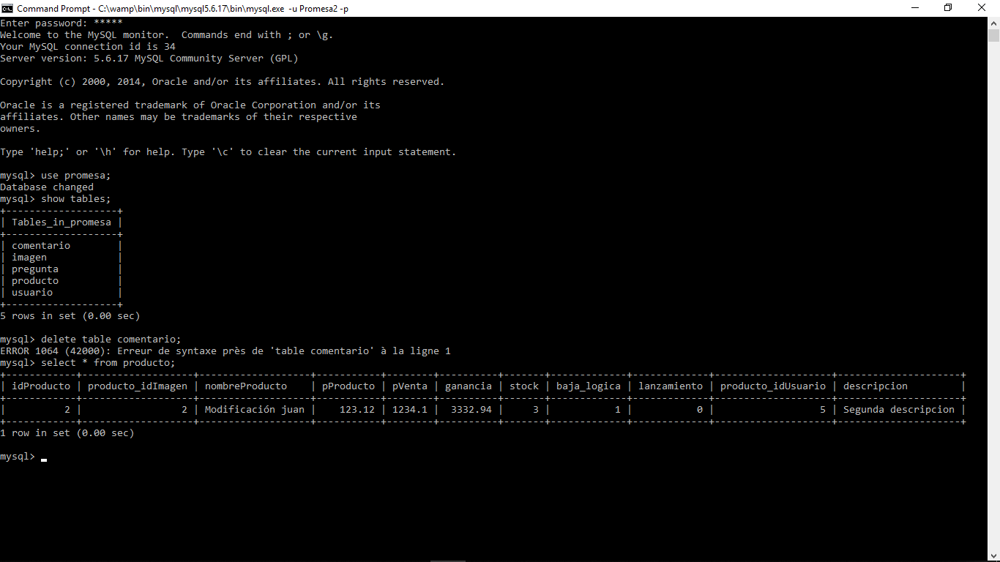 Command Prompt - C:\wamp\bin\mysql\mysql5.6.17\bin\mysql.exe  -u Promesa2 -p
Enter password: *****
Welcome to the MySQL monitor.  Commands end with ; or \g.
Your MySQL connection id is 34
Server version: 5.6.17 MySQL Community Server (GPL)
Copyright (c) 2000, 2014, Oracle and/or its affiliates. All rights reserved.
Oracle is a registered trademark of Oracle Corporation and/or its
affiliates. Other names may be trademarks of their respective
owners.
Type 'help;' or '\h' for help. Type '\c' to clear the current input statement.
mysql> use promesa;
Database changed
mysql> show tables;
+-------------------+
| Tables_in_promesa |
+-------------------+
| comentario        |
| imagen            |
| pregunta          |
| producto          |
| usuario           |
+-------------------+
5 rows in set (0.00 sec)
mysql> delete table comentario;
ERROR 1064 (42000): Erreur de syntaxe près de 'table comentario' à la ligne 1
mysql> select * from producto;
+------------+-------------------+-------------------+-----------+--------+----------+-------+-------------+-------------+--------------------+---------------------+
| idProducto | producto_idImagen | nombreProducto    | pProducto | pVenta | ganancia | stock | baja_logica | lanzamiento | producto_idUsuario | descripcion         |
+------------+-------------------+-------------------+-----------+--------+----------+-------+-------------+-------------+--------------------+---------------------+
|          2 |                 2 | Modificación juan |    123.12 | 1234.1 |  3332.94 |     3 |           1 |           0 |                  5 | Segunda descripcion |
+------------+-------------------+-------------------+-----------+--------+----------+-------+-------------+-------------+--------------------+---------------------+
1 row in set (0.00 sec)
mysql> _